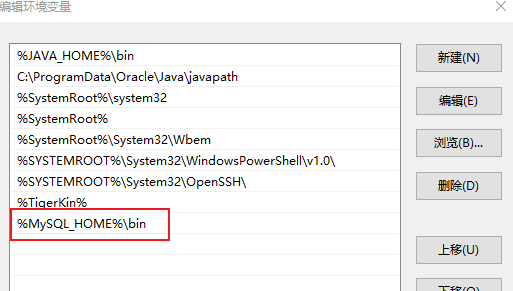 编辑环境变量
%JAVA_HOME%\bin
C:\ProgramData\Oracle\Java\javapath
%SystemRoot%\system32
%SystemRoot%
%SystemRoot%\System32\Wbem
%SYSTEMROOT%\System32\WindowsPowerShell\v1.0\
%SYSTEMROOT%\System32\OpenSSH\
%TigerKin%
%MySQL_HOME%\bin
新建(N)
编辑(E)
浏览(B)...
删除(D)
上移(U)
下移(O)